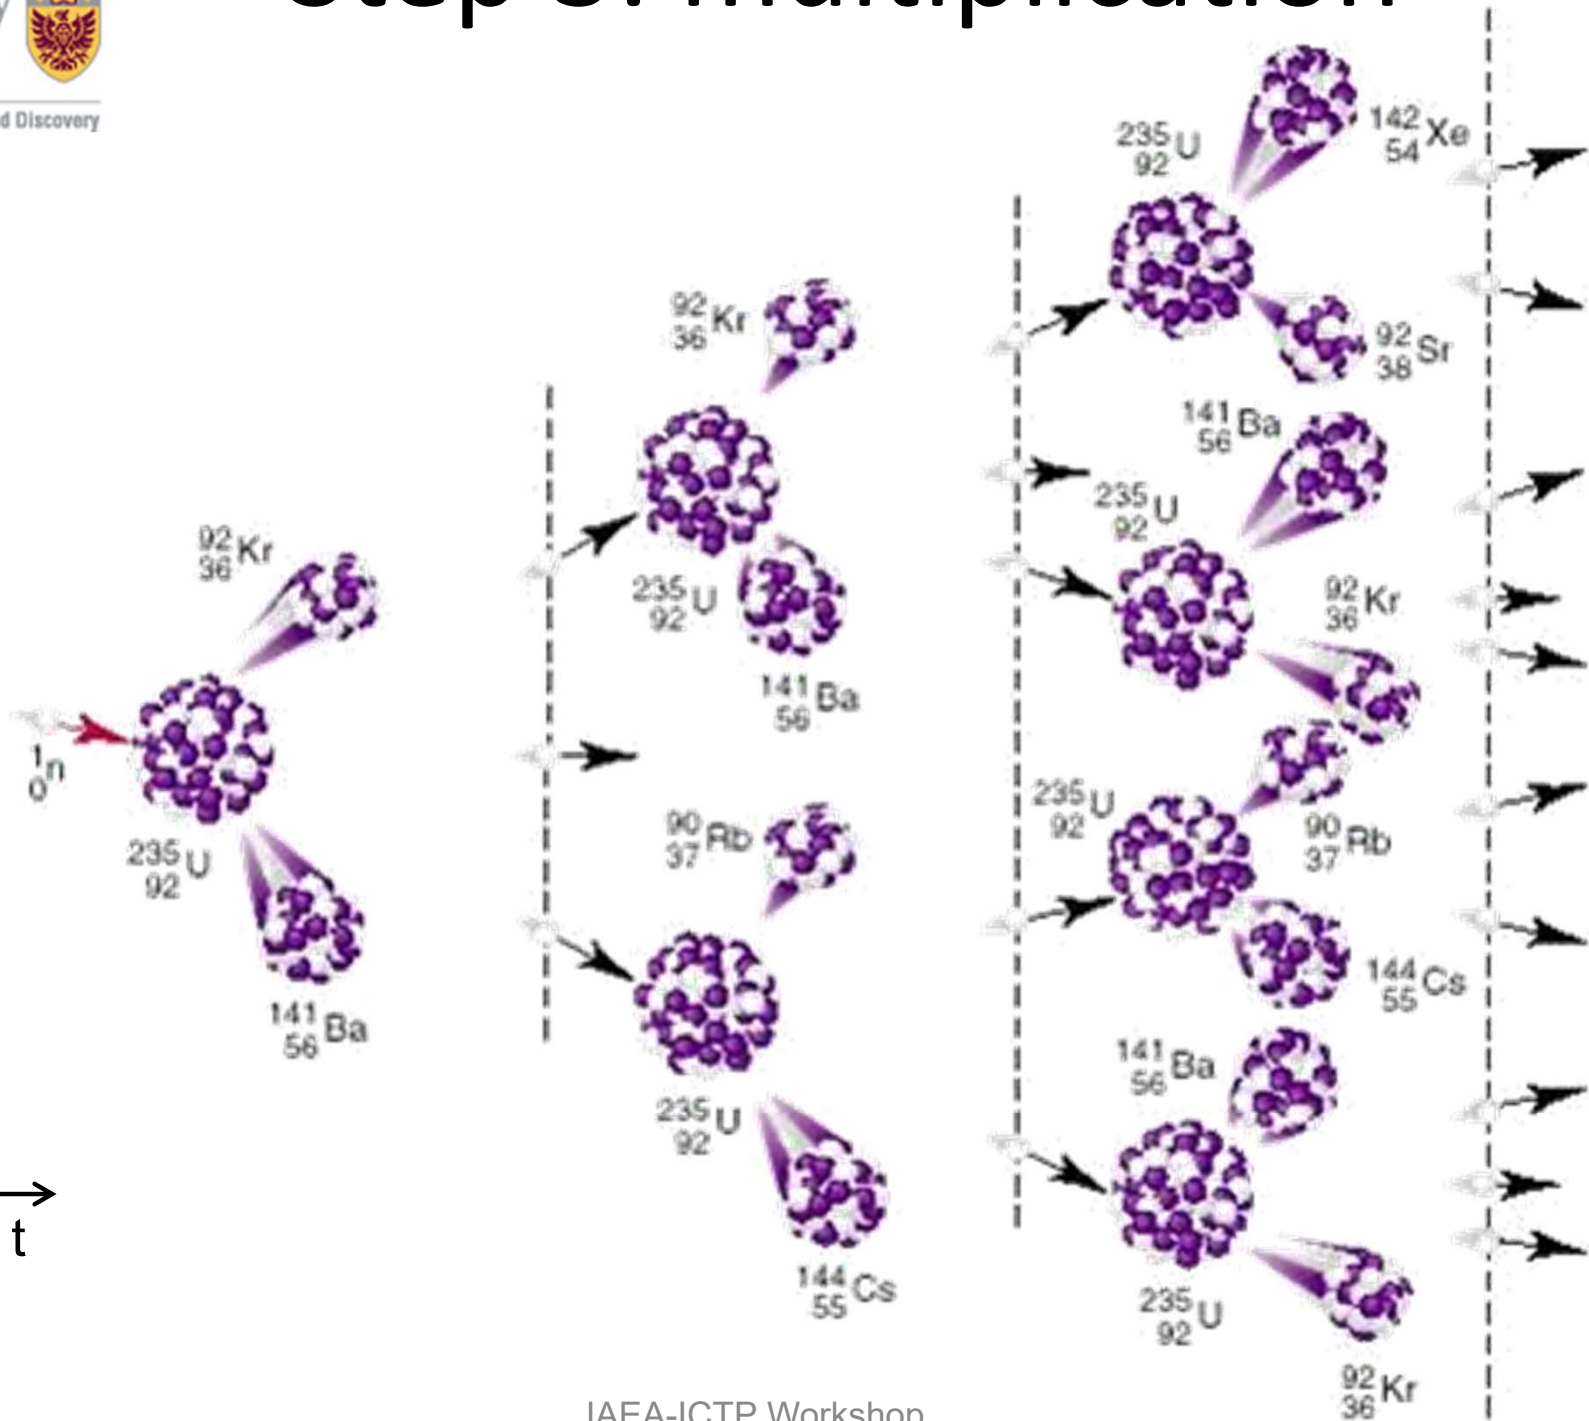 Step 3: multiplication
d Discovery
1
0 n
235
92 U
92
36 Kr
141
56 Ba
92
36 Kr
235
92 U
141
56 Ba
90
37 Rb
235
92 U
144
55 Cs
235
92 U
142
54 Xe
92
38 Sr
141
56 Ba
235
92 U
92
36 Kr
235
92 U
90
37 Rb
144
55 Cs
141
56 Ba
235
92 U
92
36 Kr
t
IAEA-ICTP Workshop